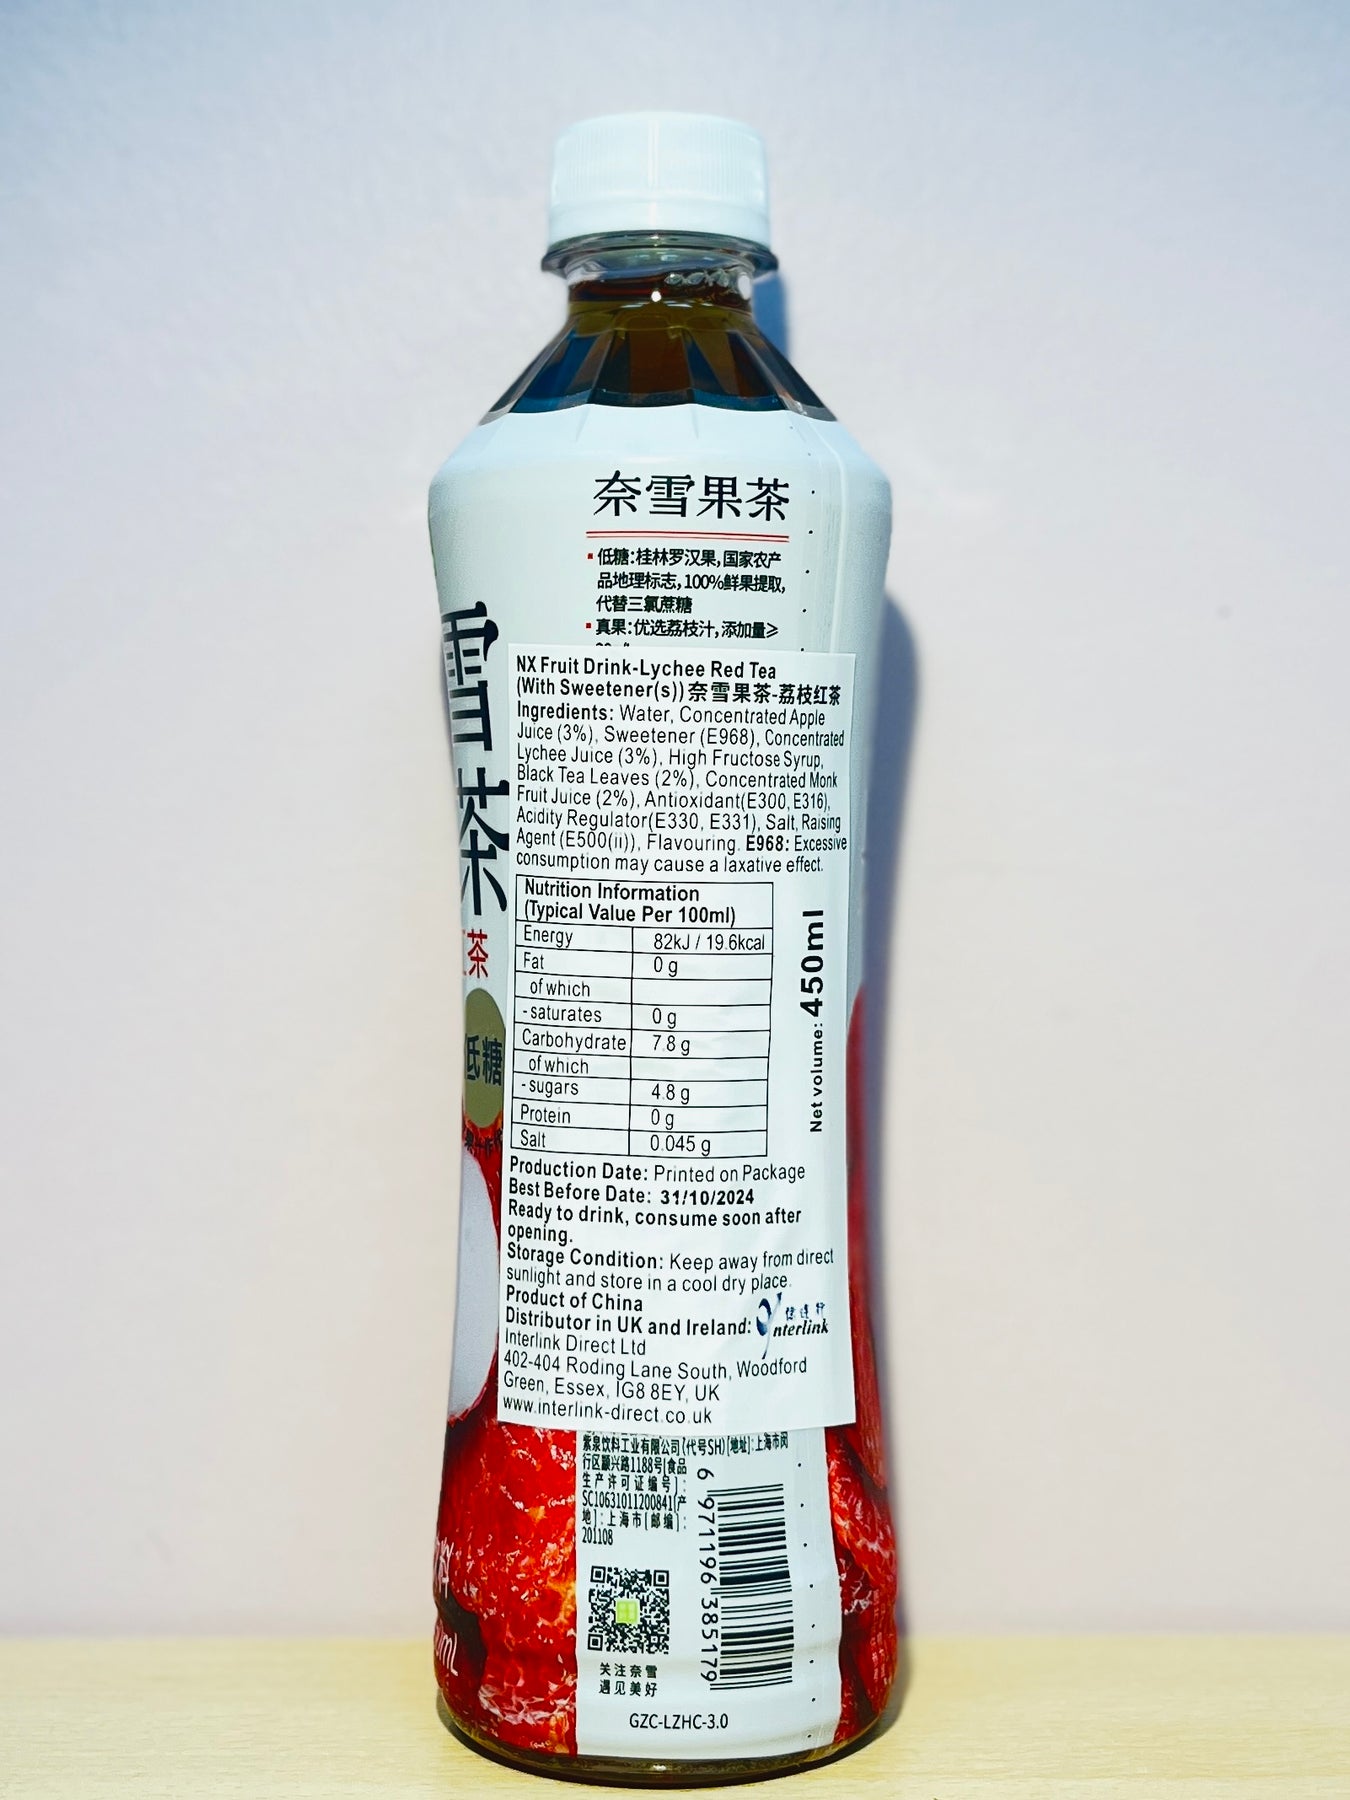 奈雪果茶
低糖:桂林罗汉果,国家农产
品地理标志,100%鲜果提取,
代替三氯蔗糖
真果:优选荔枝汁,添加量≥
雪
茶
茶
低糖
NX Fruit Drink-Lychee Red Tea
(With Sweetener(s))奈雪果茶-荔枝红茶
Ingredients: Water, Concentrated Apple
Juice (3%), Sweetener (E968), Concentrated
Lychee Juice (3%), High Fructose Syrup,
Black Tea Leaves (2%), Concentrated Monk
Fruit Juice (2%), Antioxidant(E300, E316),
Acidity Regulator(E330, E331), Salt, Raising
Agent (E500(ii)), Flavouring. E968: Excessive
consumption may cause a laxative effect.
Nutrition Information
(Typical Value Per 100ml)
Energy 82kJ / 19.6kcal
Fat 0 g
of which
-saturates 0 g
Carbohydrate 7.8 g
of which
-sugars 4.8 g
Protein 0 g
Salt 0.045 g
Net volume: 450ml
Production Date: Printed on Package
Best Before Date: 31/10/2024
Ready to drink, consume soon after
opening.
Storage Condition: Keep away from direct
sunlight and store in a cool dry place.
Product of China
Distributor in UK and Ireland:
信遠行
Interlink
Interlink Direct Ltd
402-404 Roding Lane South, Woodford
Green, Essex, IG8 8EY, UK
www.interlink-direct.co.uk
紫泉饮料工业有限公司(代号SH)[地址]:上海市闵
行区颛兴路1188号[食品
生产许可证编号]:
SC10631011200841[产
地]:上海市[邮编]:
201108
6 971196 385179
关注奈雪
遇见美好
GZC-LZHC-3.0